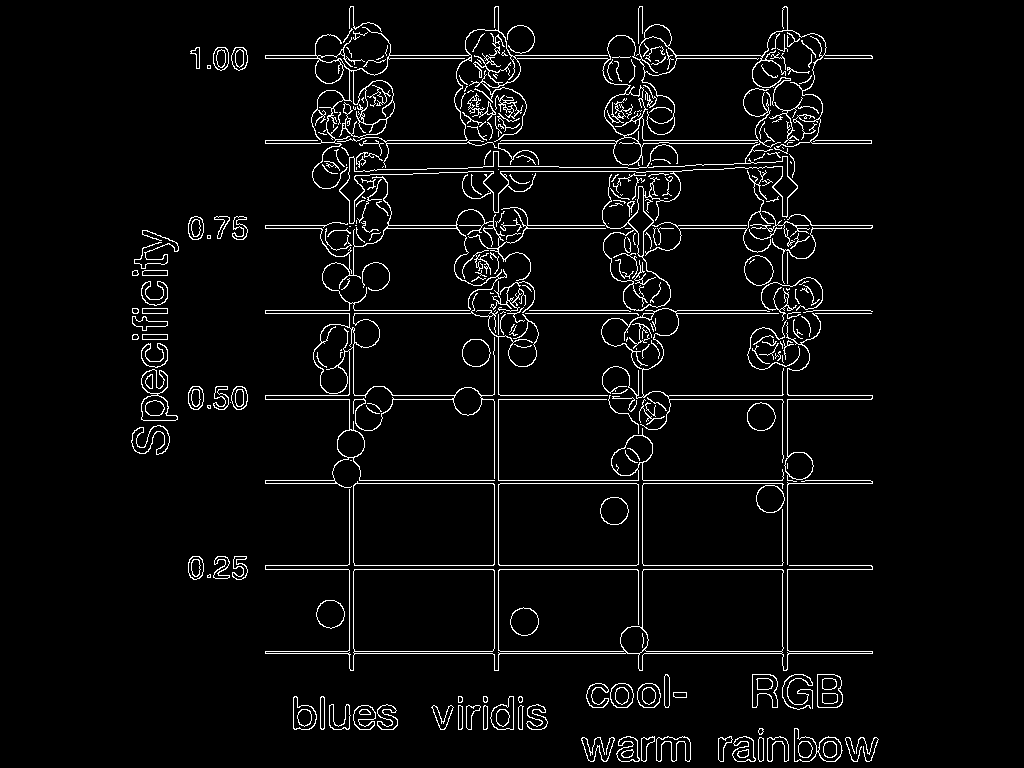 1.00
0.75
0.50
0.25
Specificity
blues
viridis
cool-
warm
RGB
rainbow